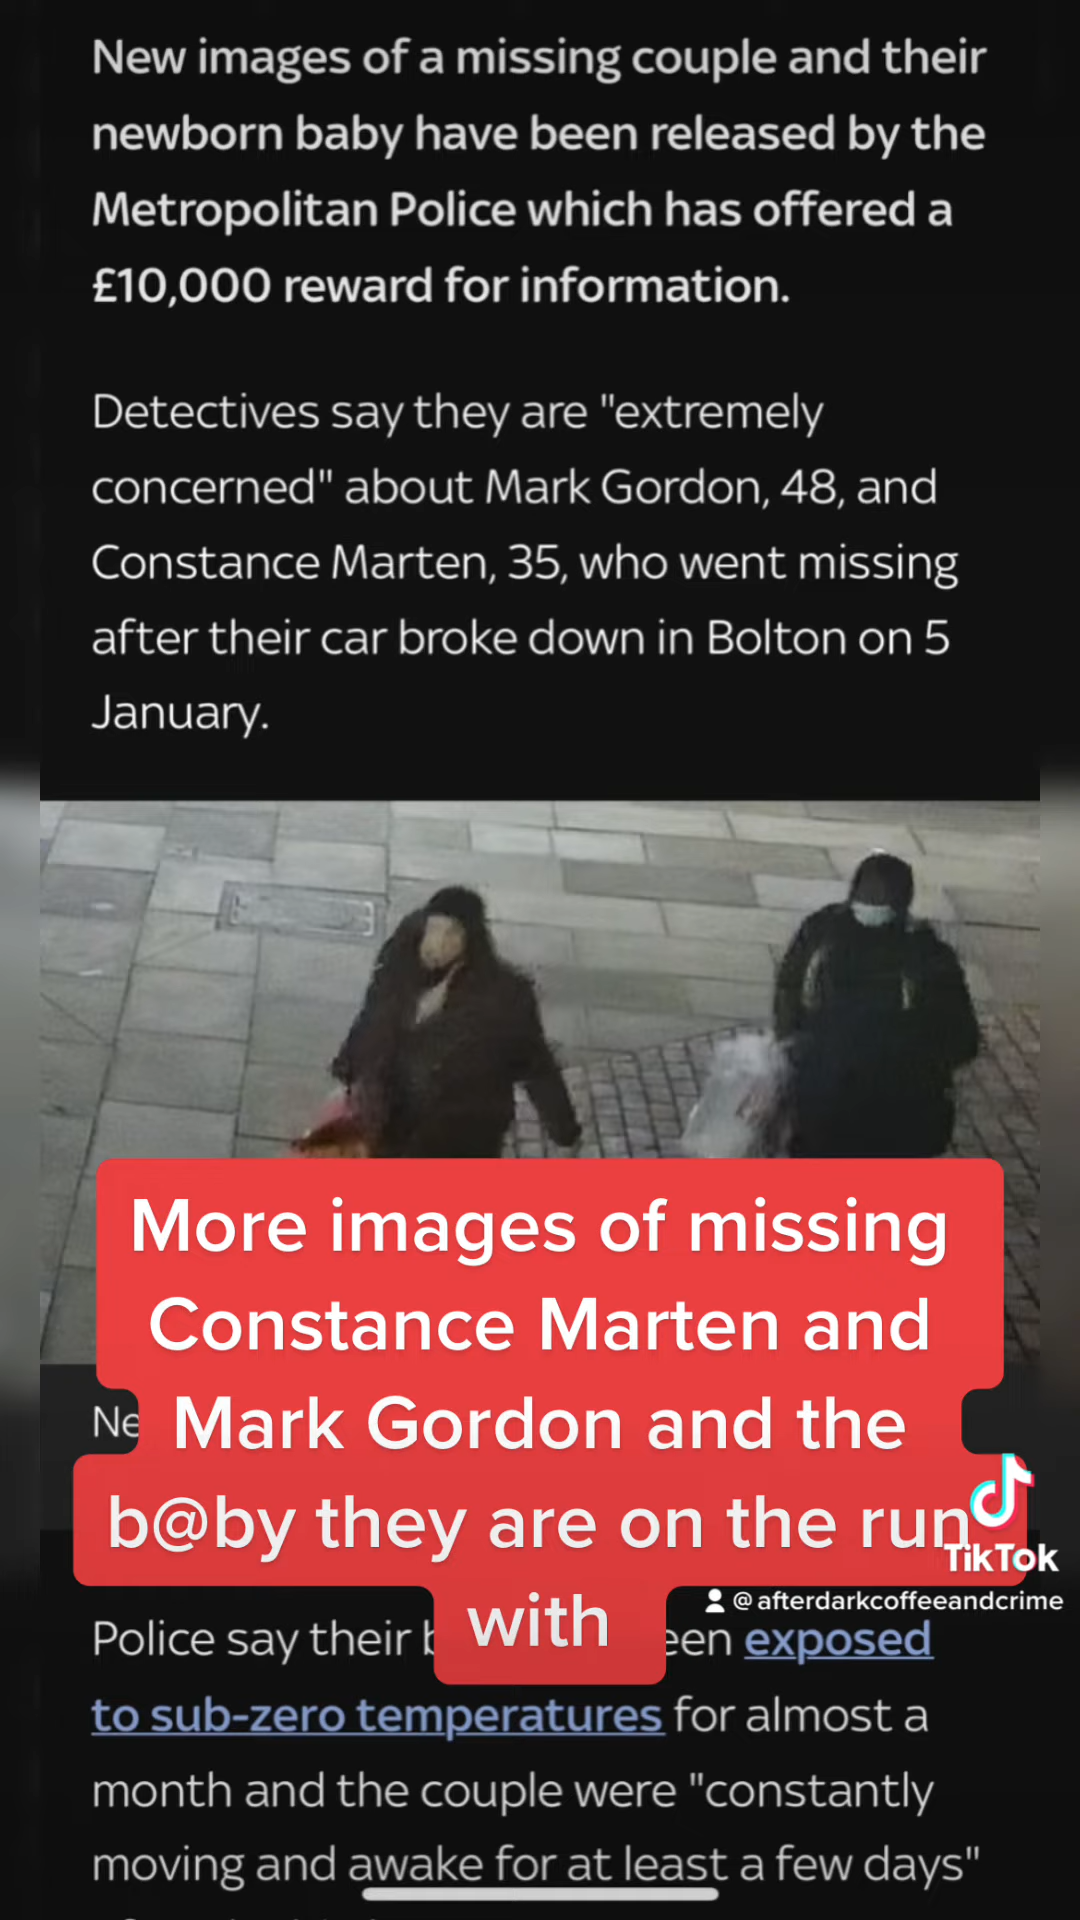 New images of a missing couple and their
newborn baby have been released by the
Metropolitan Police which has offered a
£10,000 reward for information.
Detectives say they are "extremely
concerned" about Mark Gordon, 48, and
Constance Marten, 35, who went missing
after their car broke down in Bolton on 5
January.
More images of missing
Constance Marten and
Mark Gordon and the
b@by they are on the run
with
TikTok
@afterdarkcoffeeandcrime
Police say their exposed
to sub-zero temperatures for almost a
month and the couple were "constantly
moving and awake for at least a few days"